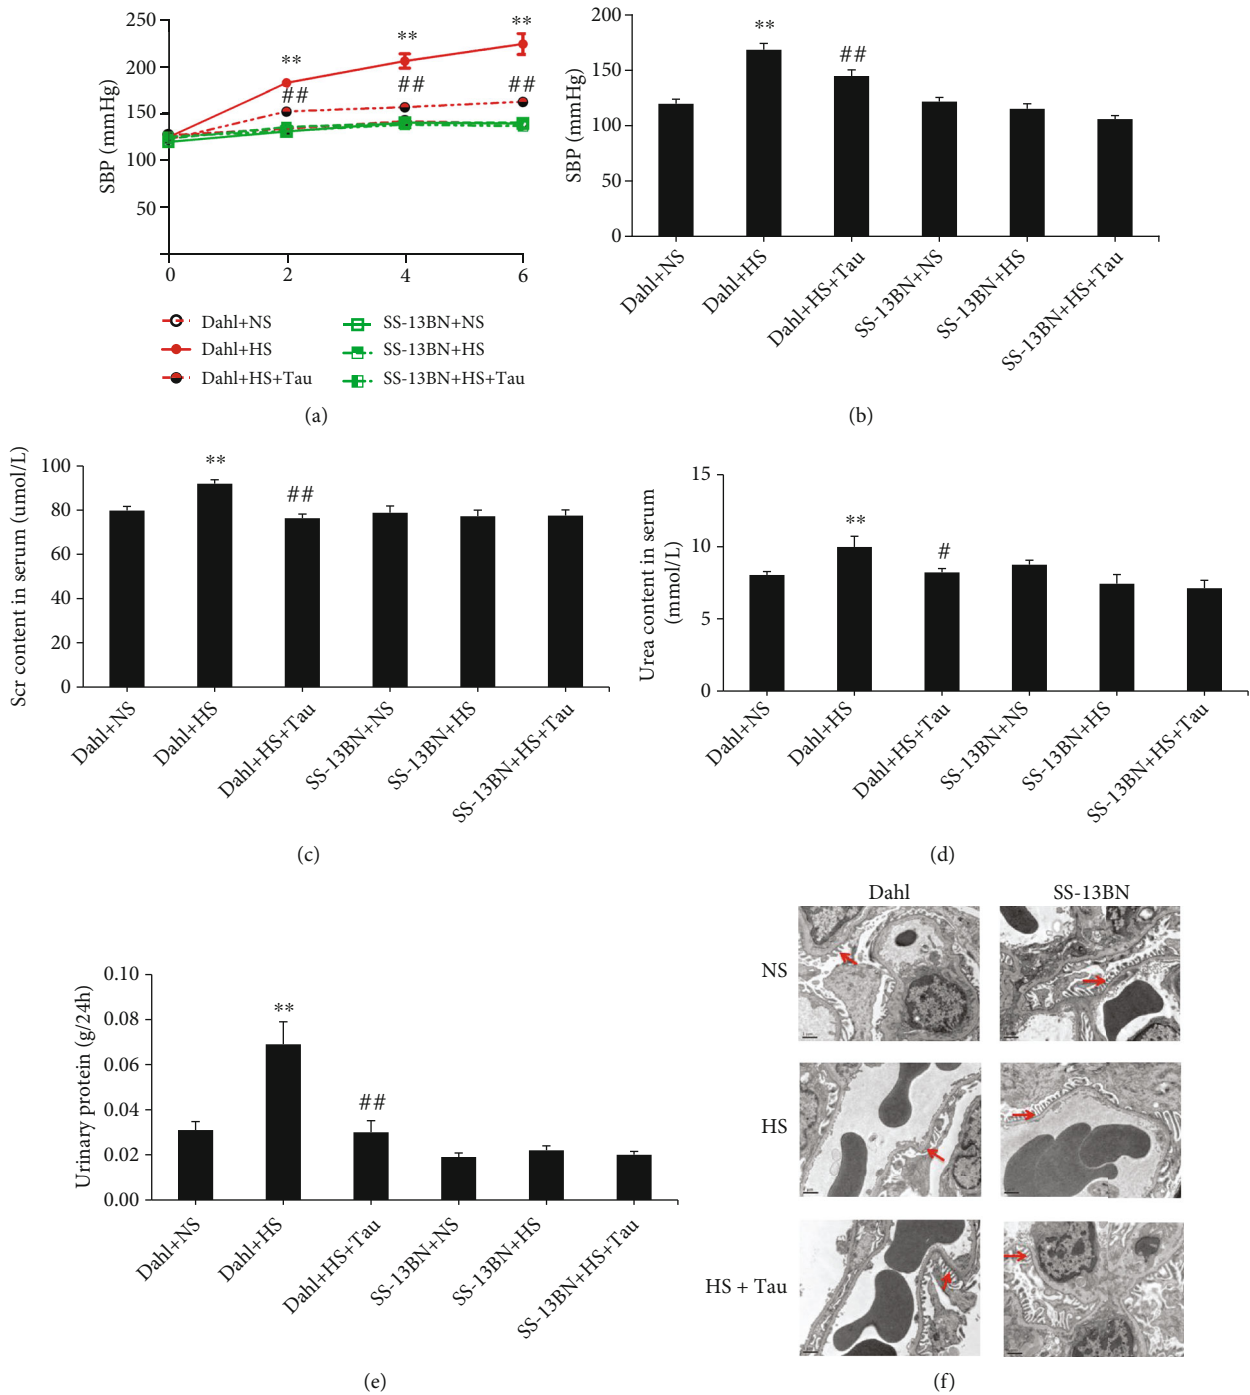 250
200
150
100
50
SBP (mmHg)
**
**
**
##
##
##
0
2
4
6
Dahl+NS
Dahl+HS
Dahl+HS+Tau
SS-13BN+NS
SS-13BN+HS
SS-13BN+HS+Tau
(a)
200
150
100
50
0
SBP (mmHg)
**
##
Dahl+NS
Dahl+HS
Dahl+HS+Tau
SS-13BN+NS
SS-13BN+HS
SS-13BN+HS+Tau
(b)
100
80
60
40
20
0
Scr content in serum (umol/L)
**
##
Dahl+NS
Dahl+HS
Dahl+HS+Tau
SS-13BN+NS
SS-13BN+HS
SS-13BN+HS+Tau
(c)
15
10
5
0
Urea content in serum
(mmol/L)
**
#
Dahl+NS
Dahl+HS
Dahl+HS+Tau
SS-13BN+NS
SS-13BN+HS
SS-13BN+HS+Tau
(d)
0.10
0.08
0.06
0.04
0.02
0.00
Urinary protein (g/24h)
**
##
Dahl+NS
Dahl+HS
Dahl+HS+Tau
SS-13BN+NS
SS-13BN+HS
SS-13BN+HS+Tau
(e)
Dahl
SS-13BN
NS
HS
HS + Tau
(f)